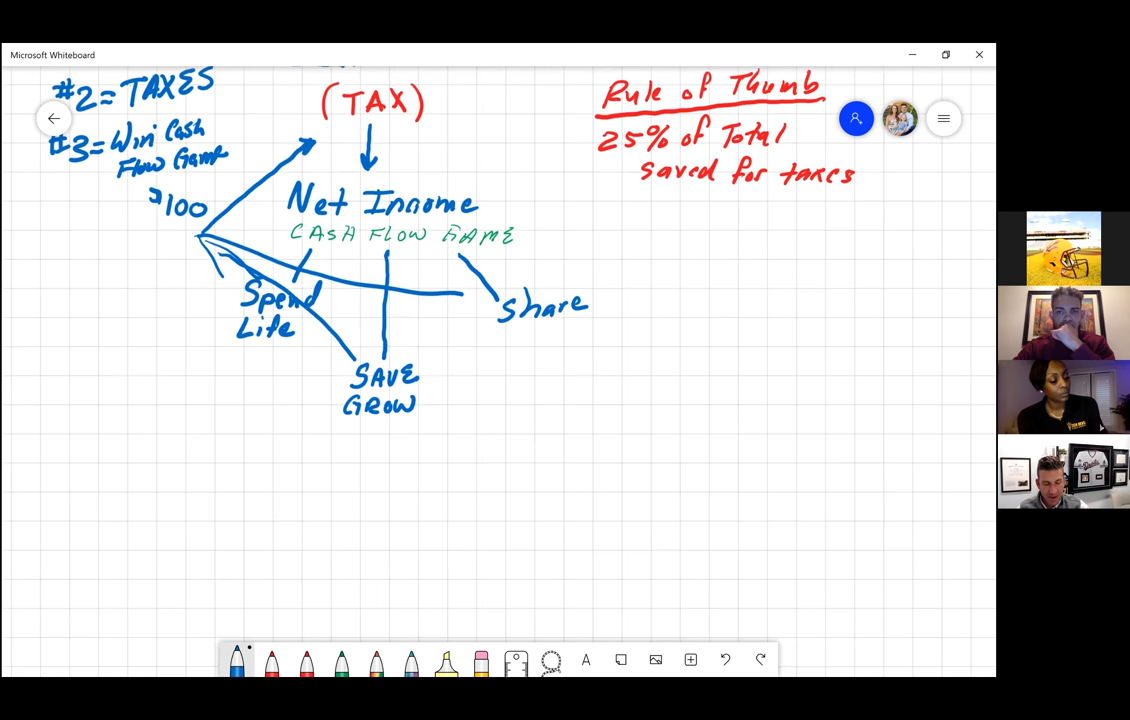 Microsoft Whiteboard
#2 = TAXES
#3 = Win Cash
Flow Game
$100
(TAX)
Net Income
CASH FLOW GAME
Spend
Life
SAVE
GROW
Share
Rule of Thumb
25% of Total
saved for taxes
A